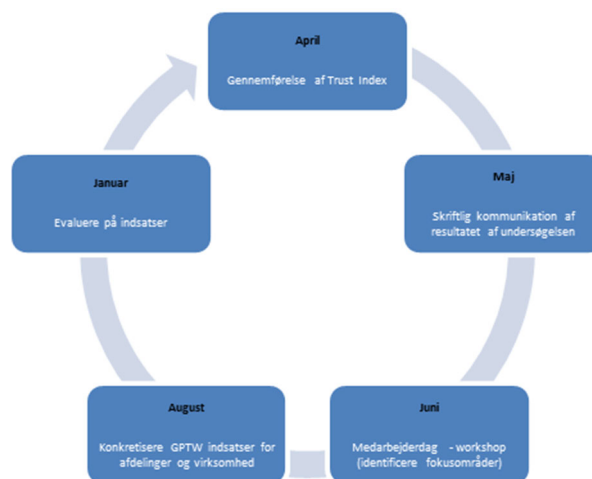 April
Gennemførelse af Trust Index
Maj
Skriftlig kommunikation af
resultatet af undersøgelsen
Juni
Medarbejderdag - workshop
(identificere fokusområder)
August
Konkretisere GPTW indsatser for
afdelinger og virksomhed
Januar
Evaluere på indsatser